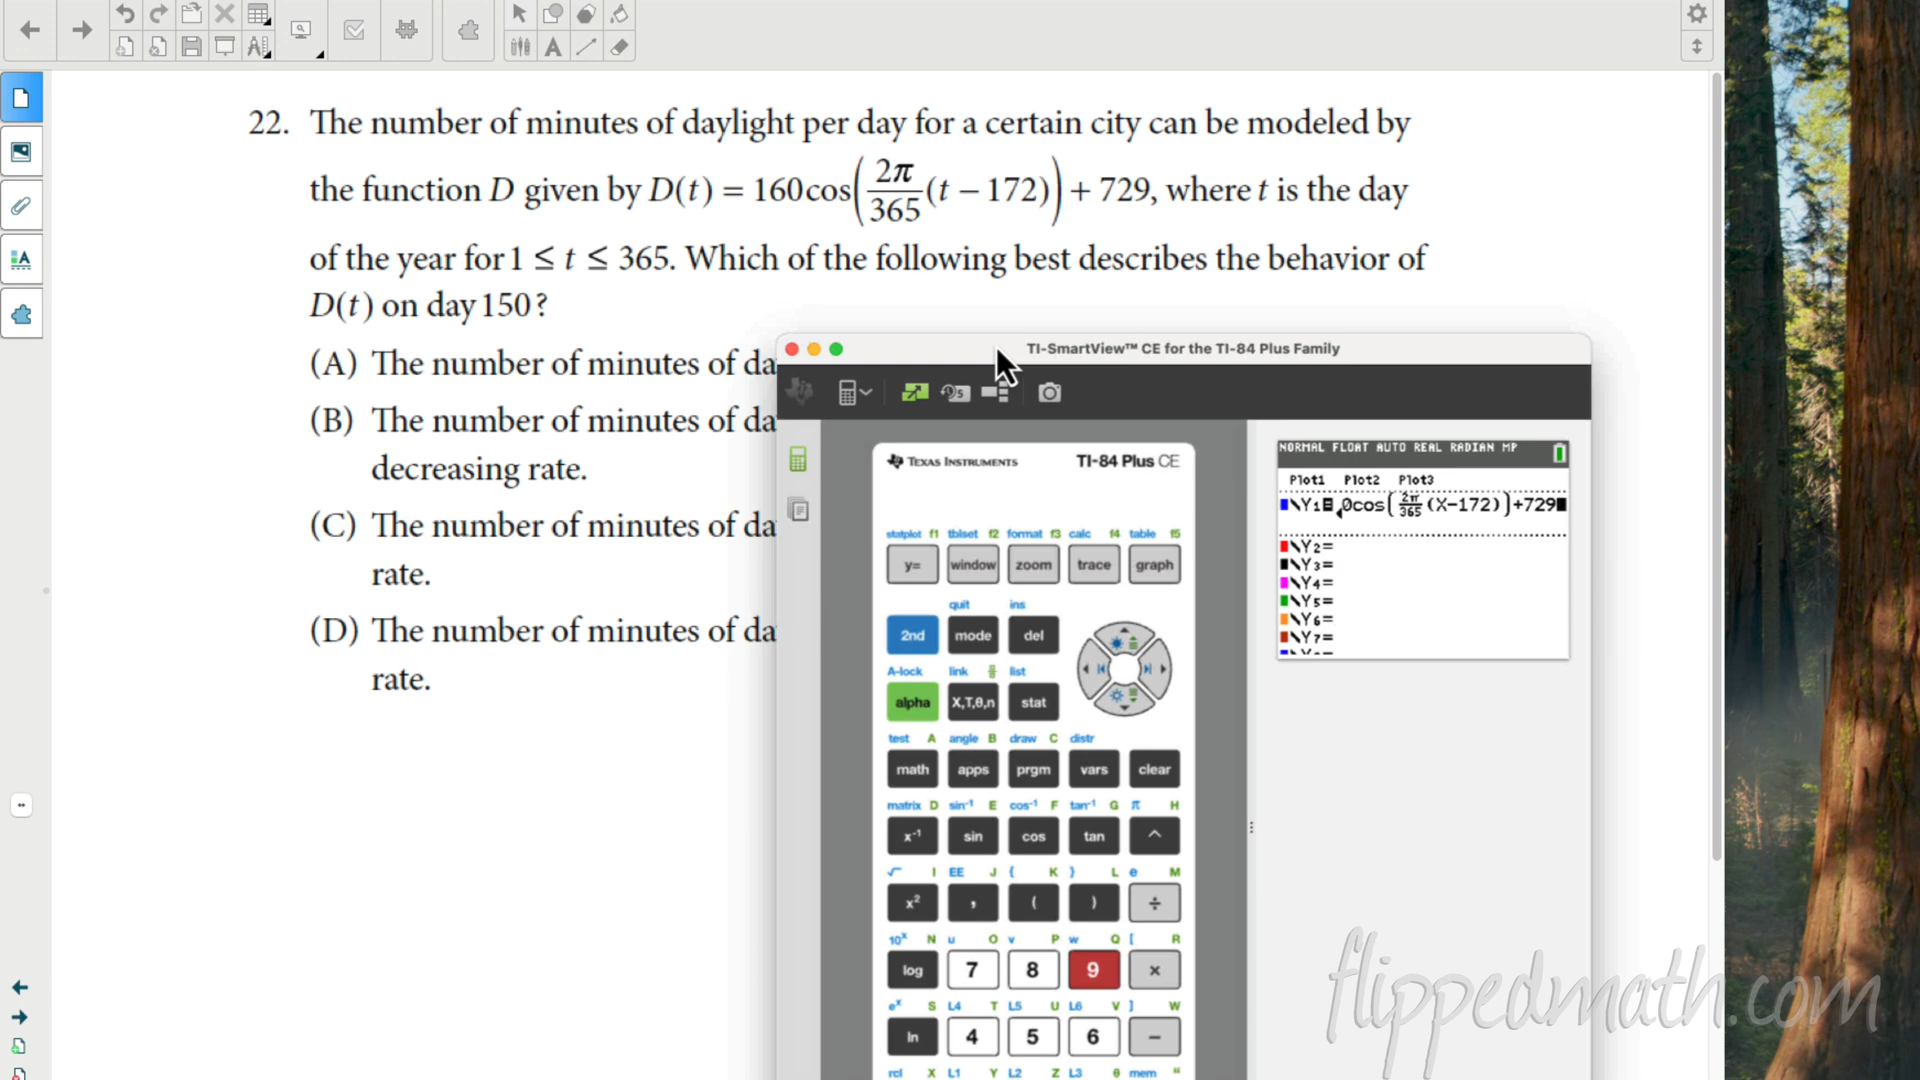 22. The number of minutes of daylight per day for a certain city can be modeled by
the function D given by D(t) = 160cos(2π/365(t − 172)) + 729, where t is the day
of the year for 1 ≤ t ≤ 365. Which of the following best describes the behavior of
D(t) on day 150?
(A) The number of minutes of da
(B) The number of minutes of da
decreasing rate.
(C) The number of minutes of da
rate.
(D) The number of minutes of da
rate.
TI-SmartView™ CE for the TI-84 Plus Family
TEXAS INSTRUMENTS TI-84 Plus CE
statplot f1 tblset f2 format f3 calc f4 table f5
y= window zoom trace graph
quit ins
2nd mode del
A-lock link list
alpha X,T,θ,n stat
test A angle B draw C distr
math apps prgm vars clear
matrix D sin⁻¹ E cos⁻¹ F tan⁻¹ G π H
x⁻¹ sin cos tan ^
√ I EE J { K } L e M
x² , ( ) ÷
10ˣ N u O v P w Q [ R
log 7 8 9 ×
eˣ S L4 T L5 U L6 V ] W
ln 4 5 6 −
rcl X L1 Y L2 Z L3 θ mem "
NORMAL FLOAT AUTO REAL RADIAN MP
Plot1 Plot2 Plot3
\Y1=0cos(2π/365(X-172))+729
\Y2=
\Y3=
\Y4=
\Y5=
\Y6=
\Y7=
flippedmath.com